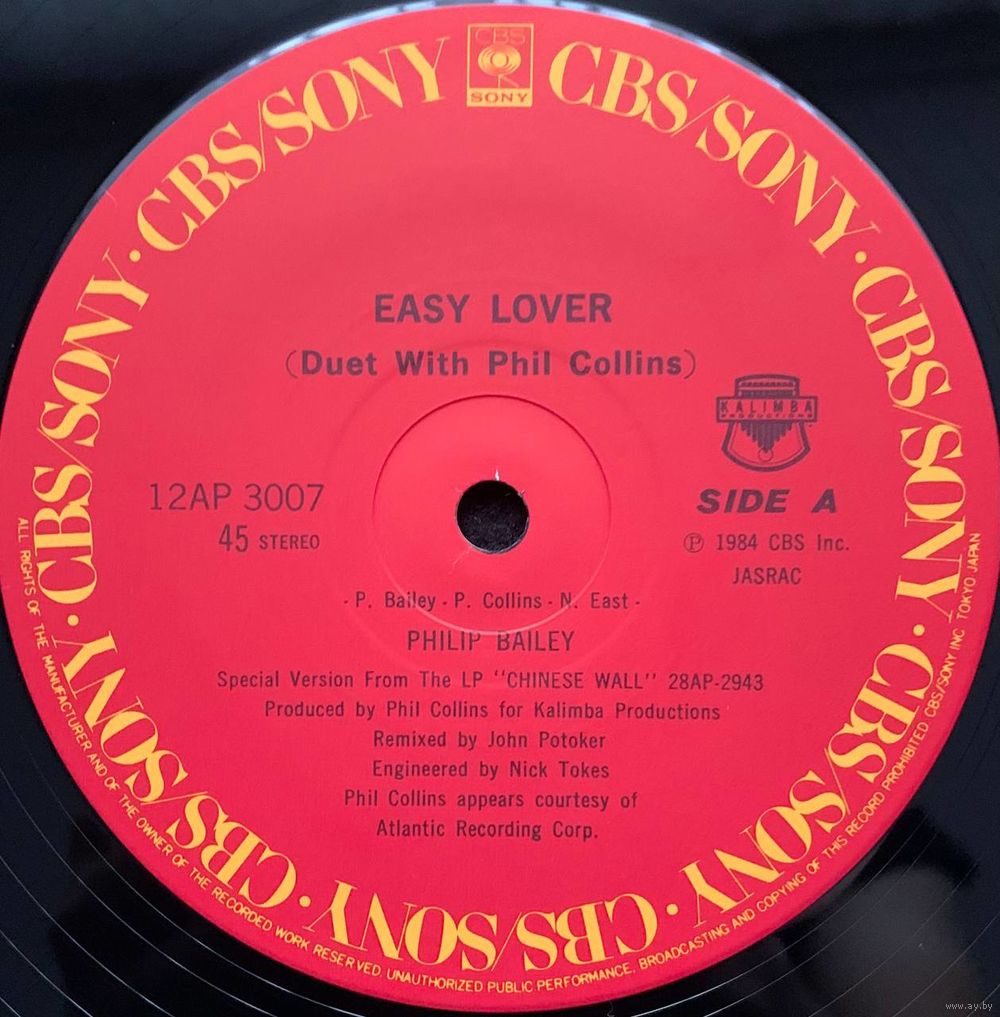 CBS
SONY
CBS/SONY · CBS/SONY · CBS/SONY · CBS/SONY · CBS/SONY · CBS/SONY · CBS/SONY · CBS/SONY
EASY LOVER
(Duet With Phil Collins)
KALIMBA
PRODUCTIONS
12AP 3007
45 STEREO
SIDE A
Ⓟ 1984 CBS Inc.
JASRAC
- P. Bailey - P. Collins - N. East -
PHILIP BAILEY
Special Version From The LP "CHINESE WALL" 28AP-2943
Produced by Phil Collins for Kalimba Productions
Remixed by John Potoker
Engineered by Nick Tokes
Phil Collins appears courtesy of
Atlantic Recording Corp.
ALL RIGHTS OF THE MANUFACTURER AND OF THE OWNER OF THE RECORDED WORK RESERVED. UNAUTHORIZED PUBLIC PERFORMANCE, BROADCASTING AND COPYING OF THIS RECORD PROHIBITED CBS/SONY INC TOKYO JAPAN
www.ay.by